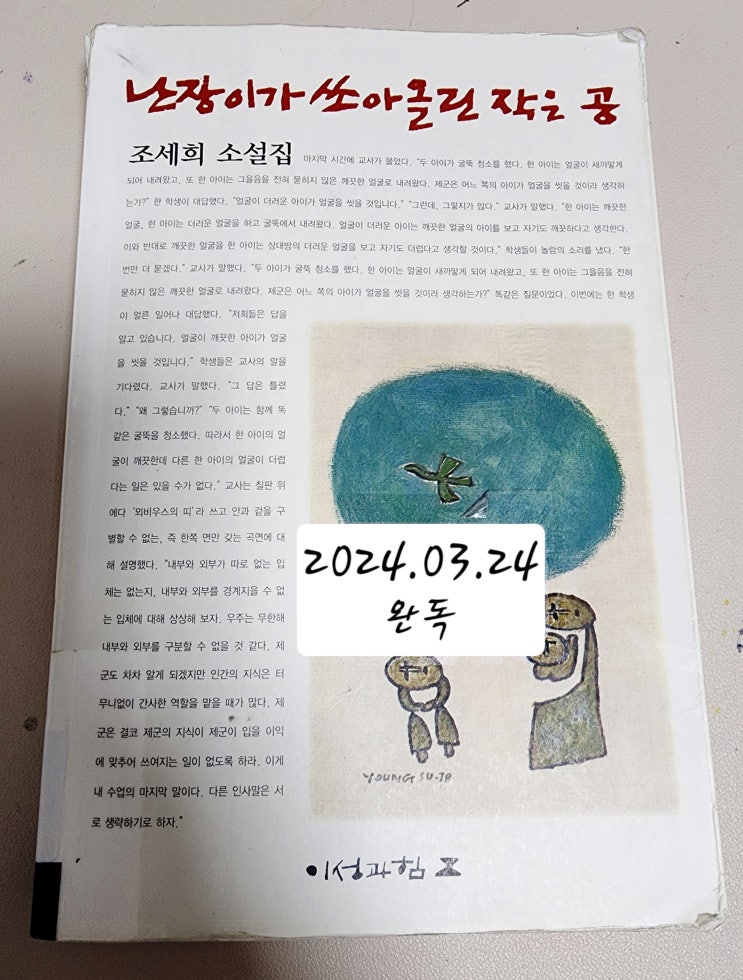 난장이가 쏘아올린 작은 공
조세희 소설집
마지막 시간에 교사가 물었다. "두 아이가 굴뚝 청소를 했다. 한 아이는 얼굴이 새까맣게
되어 내려왔고, 또 한 아이는 그을음을 전혀 묻히지 않은 깨끗한 얼굴로 내려왔다. 제군은 어느 쪽의 아이가 얼굴을 씻을 것이라 생각하
는가?" 한 학생이 대답했다. "얼굴이 더러운 아이가 얼굴을 씻을 것입니다." "그런데, 그렇지가 않다." 교사가 말했다. "한 아이는 깨끗한
얼굴, 한 아이는 더러운 얼굴을 하고 굴뚝에서 내려왔다. 얼굴이 더러운 아이는 깨끗한 얼굴의 아이를 보고 자기도 깨끗하다고 생각한다.
이와 반대로 깨끗한 얼굴을 한 아이는 상대방의 더러운 얼굴을 보고 자기도 더럽다고 생각할 것이다." 학생들이 놀람의 소리를 냈다. "한
번만 더 묻겠다." 교사가 말했다. "두 아이가 굴뚝 청소를 했다. 한 아이는 얼굴이 새까맣게 되어 내려왔고, 또 한 아이는 그을음을 전혀
묻히지 않은 깨끗한 얼굴로 내려왔다. 제군은 어느 쪽의 아이가 얼굴을 씻을 것이라 생각하는가?" 똑같은 질문이었다. 이번에는 한 학생
이 얼른 일어나 대답했다. "저희들은 답을
알고 있습니다. 얼굴이 깨끗한 아이가 얼굴
을 씻을 것입니다." 학생들은 교사의 말을
기다렸다. 교사가 말했다. "그 답은 틀렸
다." "왜 그렇습니까?" "두 아이는 함께 똑
같은 굴뚝을 청소했다. 따라서 한 아이의 얼
굴이 깨끗한데 다른 한 아이의 얼굴이 더럽
다는 일은 있을 수가 없다." 교사는 칠판 위
에다 '뫼비우스의 띠'라 쓰고 안과 겉을 구
별할 수 없는, 즉 한쪽 면만 갖는 곡면에 대
해 설명했다. "내부와 외부가 따로 없는 입
체는 없는지, 내부와 외부를 경계지을 수 없
는 입체에 대해 상상해 보자. 우주는 무한해
내부와 외부를 구분할 수 없을 것 같다. 제
군도 차차 알게 되겠지만 인간의 지식은 터
무니없이 간사한 역할을 맡을 때가 많다. 제
군은 결코 제군의 지식이 제군이 입을 이익
에 맞추어 쓰여지는 일이 없도록 하라. 이게
내 수업의 마지막 말이다. 다른 인사말은 서
로 생략하기로 하자."
2024.03.24
완독
YOUNG SU-JA
이성과힘